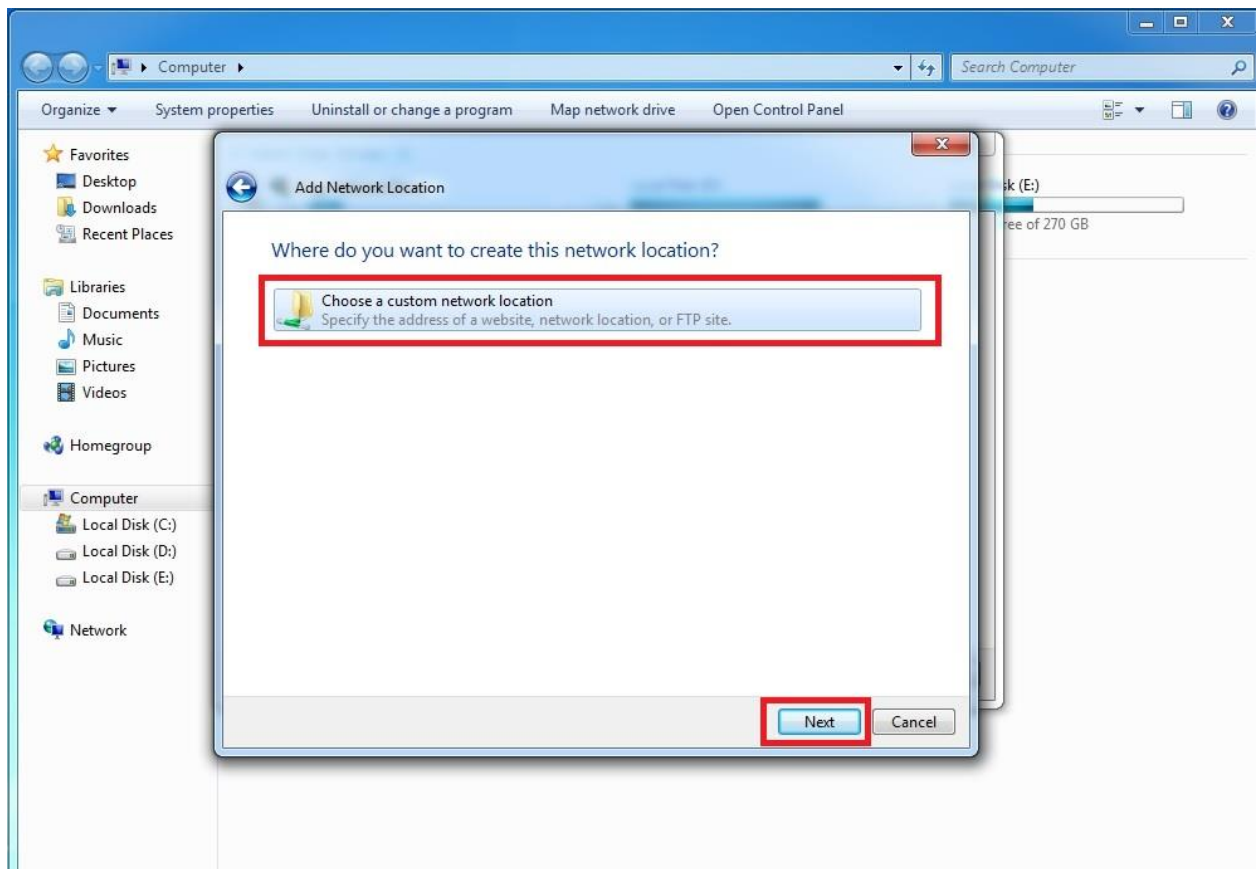 Computer
Search Computer
Organize
System properties
Uninstall or change a program
Map network drive
Open Control Panel
Favorites
Desktop
Downloads
Recent Places
Libraries
Documents
Music
Pictures
Videos
Homegroup
Computer
Local Disk (C:)
Local Disk (D:)
Local Disk (E:)
Network
Add Network Location
Where do you want to create this network location?
Choose a custom network location
Specify the address of a website, network location, or FTP site.
Next
Cancel
sk (E:)
ree of 270 GB